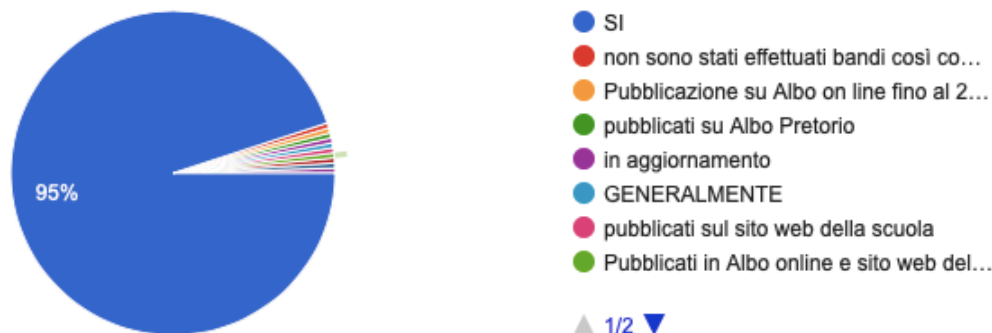 95%
SI
non sono stati effettuati bandi così co...
Pubblicazione su Albo on line fino al 2...
pubblicati su Albo Pretorio
in aggiornamento
GENERALMENTE
pubblicati sul sito web della scuola
Pubblicati in Albo online e sito web del...
1/2